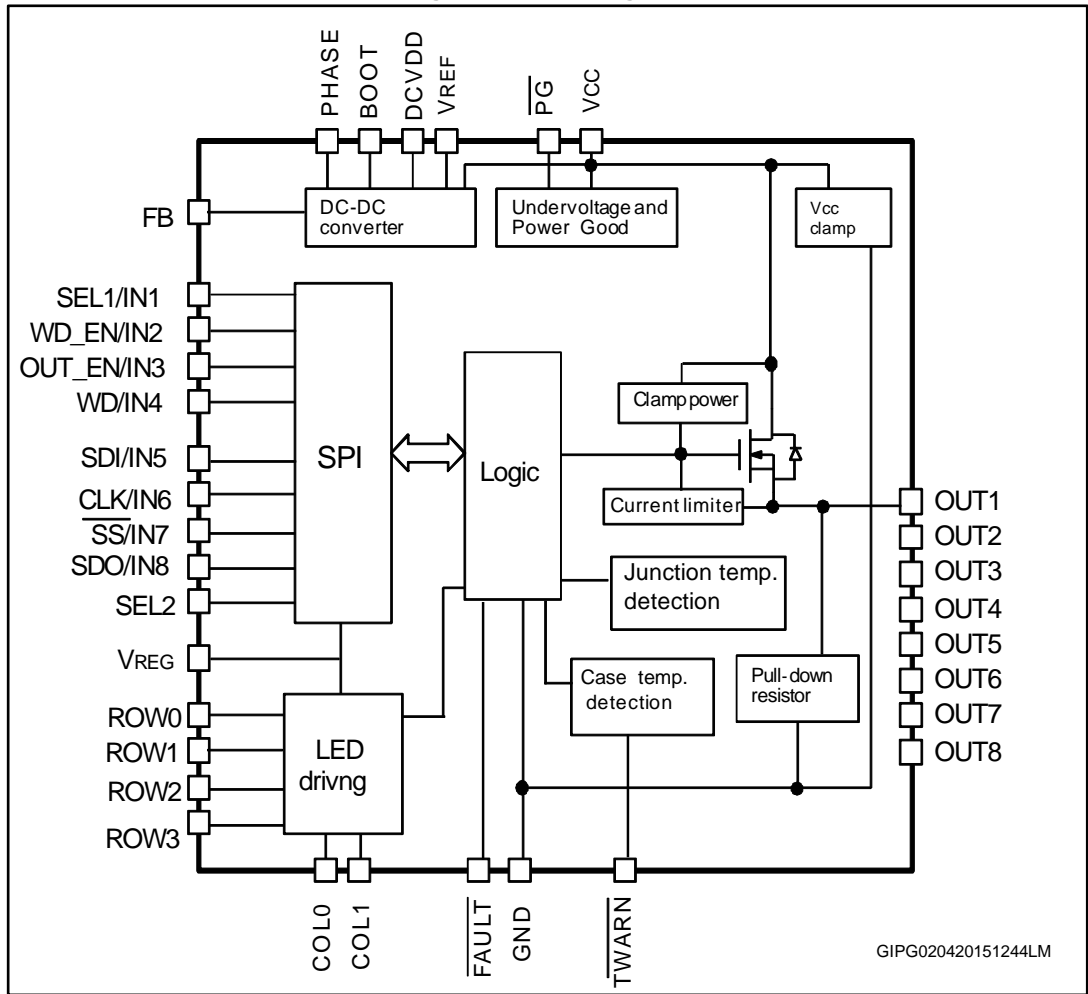 PHASE
BOOT
DCVDD
VREF
PG
VCC
FB
DC-DC
converter
Undervoltage and
Power Good
Vcc
clamp
SEL1/IN1
WD_EN/IN2
OUT_EN/IN3
WD/IN4
SDI/IN5
CLK/IN6
SS/IN7
SDO/IN8
SEL2
VREG
ROW0
ROW1
ROW2
ROW3
SPI
Logic
Clamp power
Current limiter
Junction temp.
detection
Case temp.
detection
Pull-down
resistor
LED
drivng
OUT1
OUT2
OUT3
OUT4
OUT5
OUT6
OUT7
OUT8
COL0
COL1
FAULT
GND
TWARN
GIPG020420151244LM